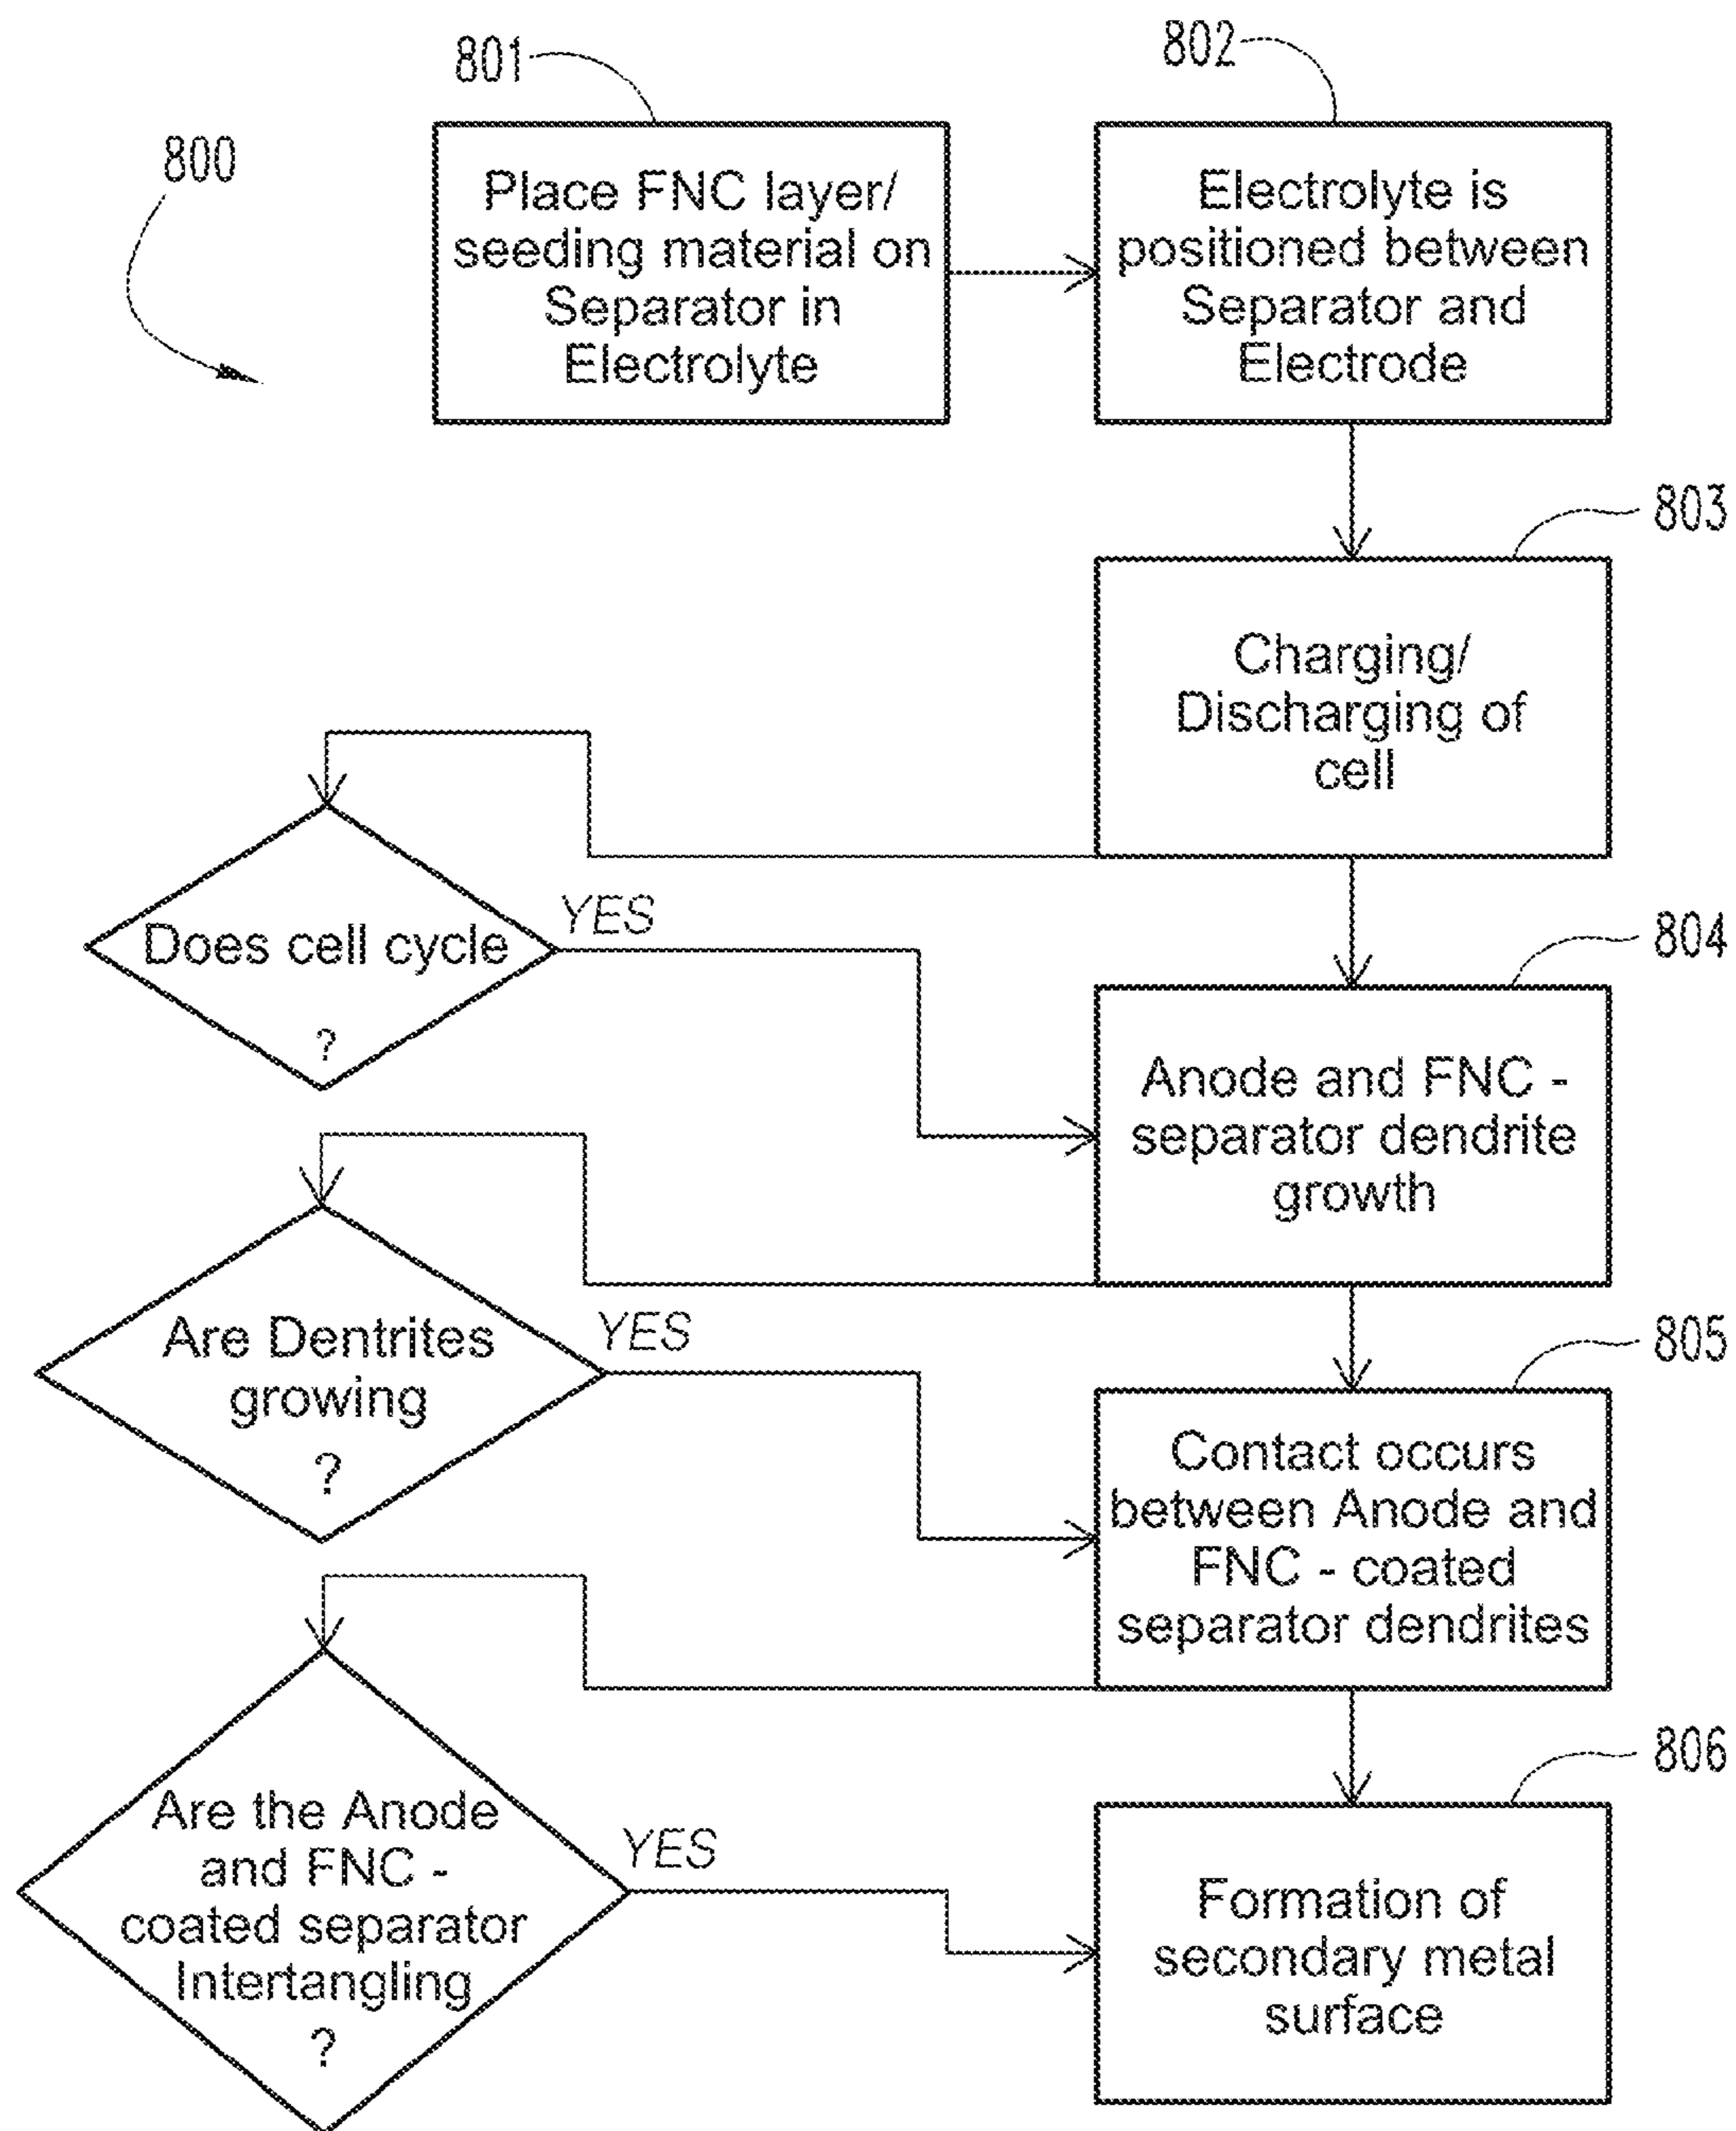 801
802
800
Place FNC layer/
seeding material on
Separator in
Electrolyte
Electrolyte is
positioned between
Separator and
Electrode
803
Charging/
Discharging of
cell
Does cell cycle
?
YES
804
Anode and FNC -
separator dendrite
growth
Are Dentrites
growing
?
YES
805
Contact occurs
between Anode and
FNC - coated
separator dendrites
Are the Anode
and FNC -
coated separator
Intertangling
?
YES
806
Formation of
secondary metal
surface